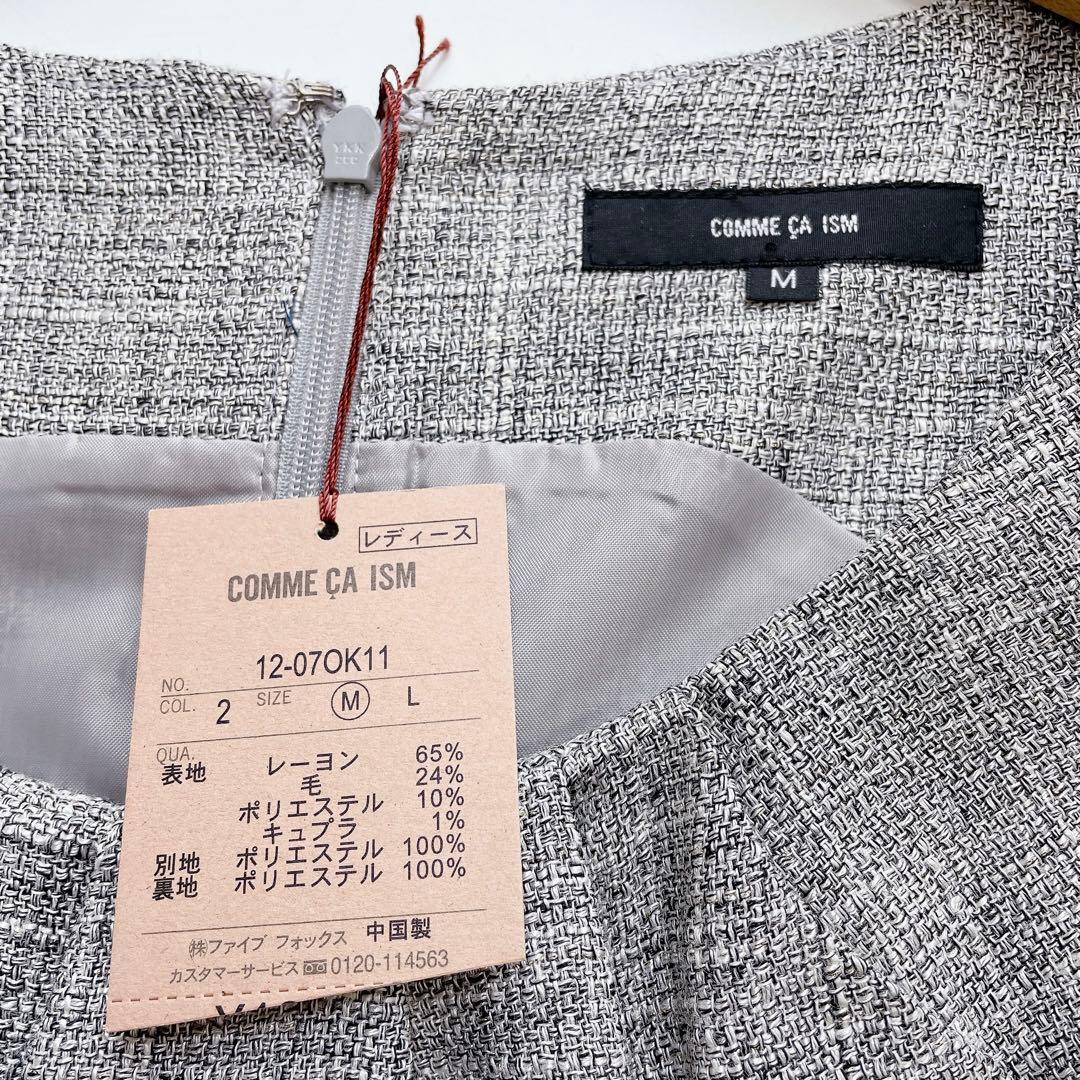 YKK
COMME ÇA ISM
M
レディース
COMME ÇA ISM
NO. 12-07OK11
COL. 2 SIZE M L
QUA.
表地 レーヨン 65%
毛 24%
ポリエステル 10%
キュプラ 1%
別地 ポリエステル 100%
裏地 ポリエステル 100%
㈱ファイブ フォックス 中国製
カスタマーサービス 0120-114563